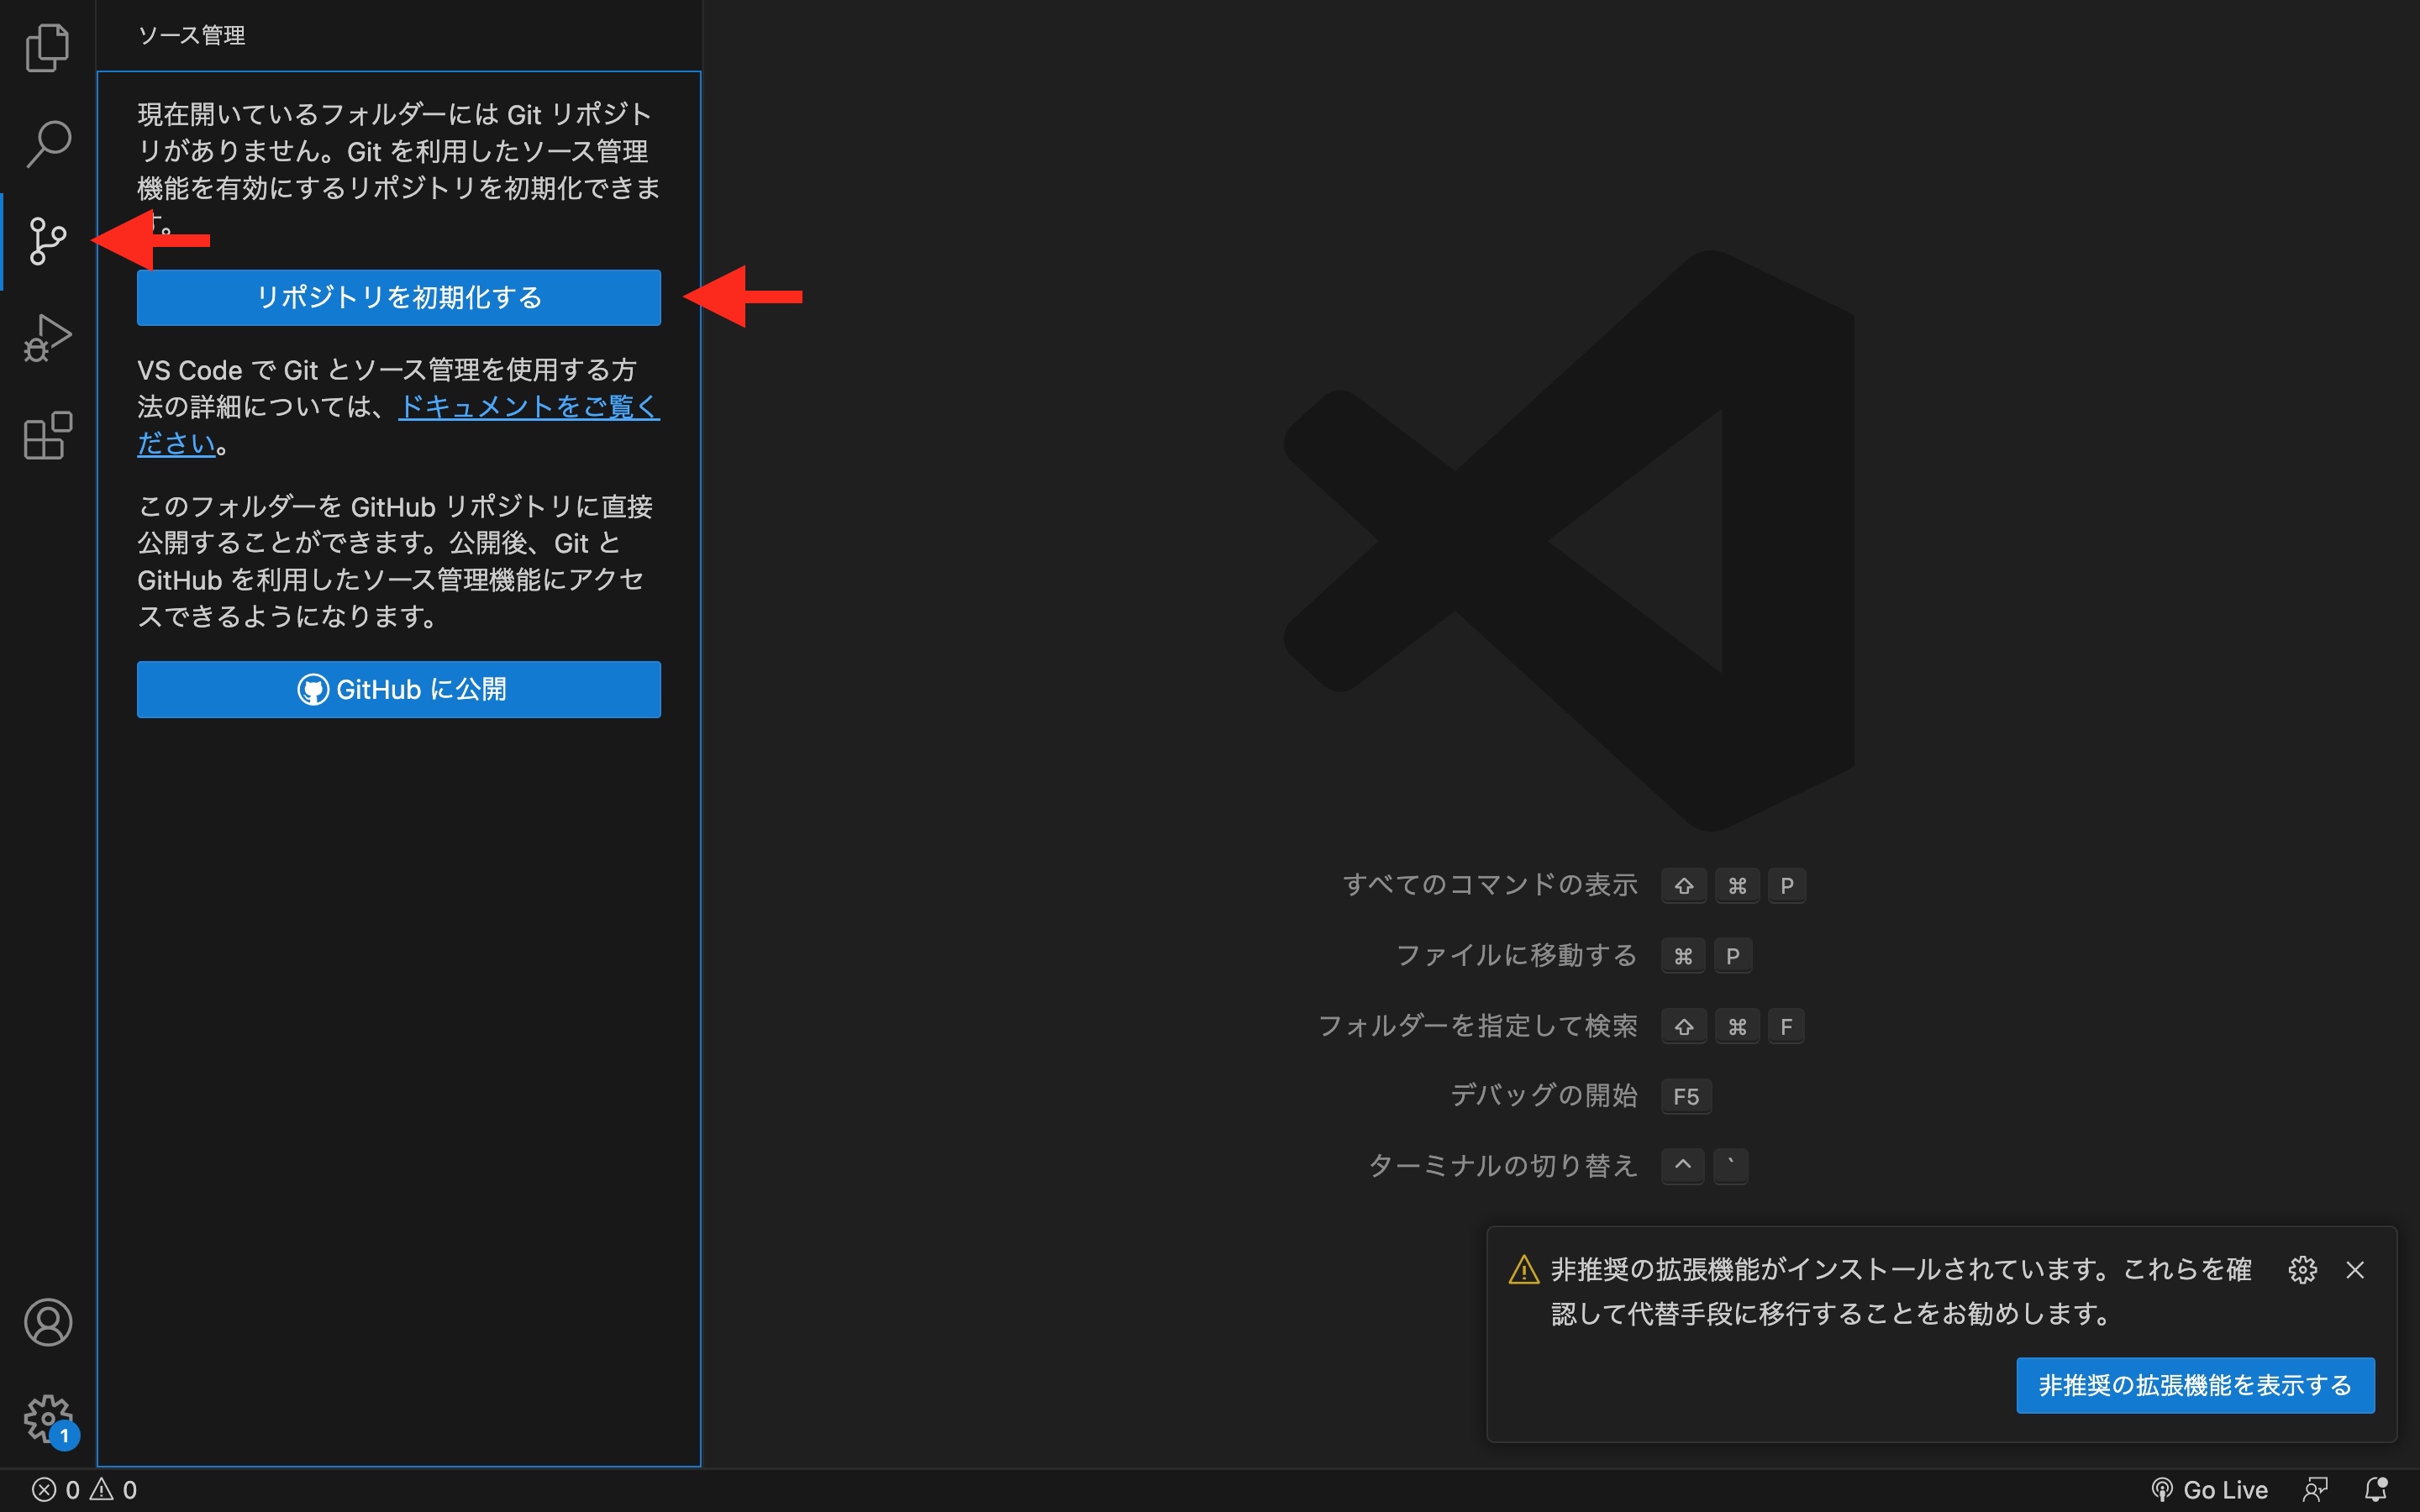 ソース管理
現在開いているフォルダーには Git リポジト
リがありません。Git を利用したソース管理
機能を有効にするリポジトリを初期化できま
す。
リポジトリを初期化する
VS Code で Git とソース管理を使用する方
法の詳細については、ドキュメントをご覧く
ださい。
このフォルダーを GitHub リポジトリに直接
公開することができます。公開後、Git と
GitHub を利用したソース管理機能にアクセ
スできるようになります。
GitHub に公開
すべてのコマンドの表示 ⇧ ⌘ P
ファイルに移動する ⌘ P
フォルダーを指定して検索 ⇧ ⌘ F
デバッグの開始 F5
ターミナルの切り替え ^ `
非推奨の拡張機能がインストールされています。これらを確
認して代替手段に移行することをお勧めします。
非推奨の拡張機能を表示する
1
0 0
Go Live